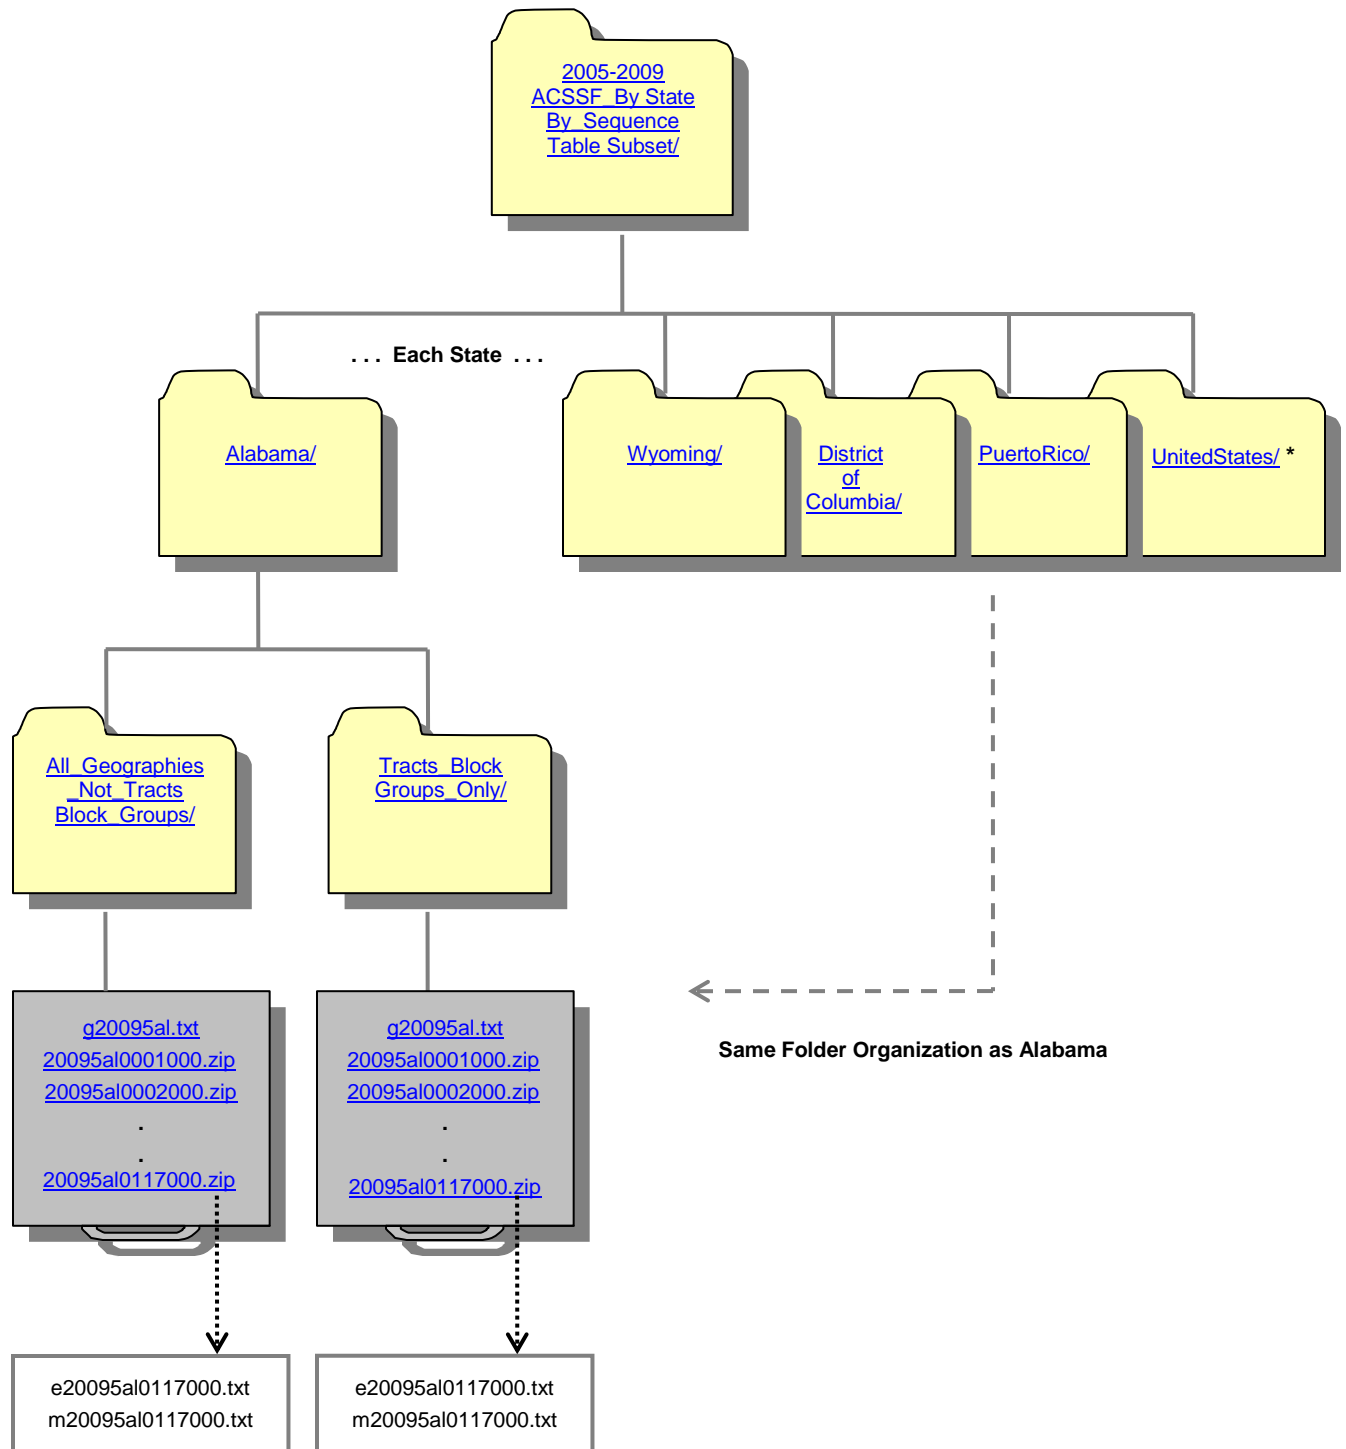 2005-2009
ACSSF_By State
By_Sequence
Table Subset/
. . . Each State . . .
Alabama/
Wyoming/
District
of
Columbia/
PuertoRico/
UnitedStates/ *
All_Geographies
_Not_Tracts
Block_Groups/
Tracts_Block
Groups_Only/
g20095al.txt
20095al0001000.zip
20095al0002000.zip
.
.
20095al0117000.zip
g20095al.txt
20095al0001000.zip
20095al0002000.zip
.
.
20095al0117000.zip
Same Folder Organization as Alabama
e20095al0117000.txt
m20095al0117000.txt
e20095al0117000.txt
m20095al0117000.txt